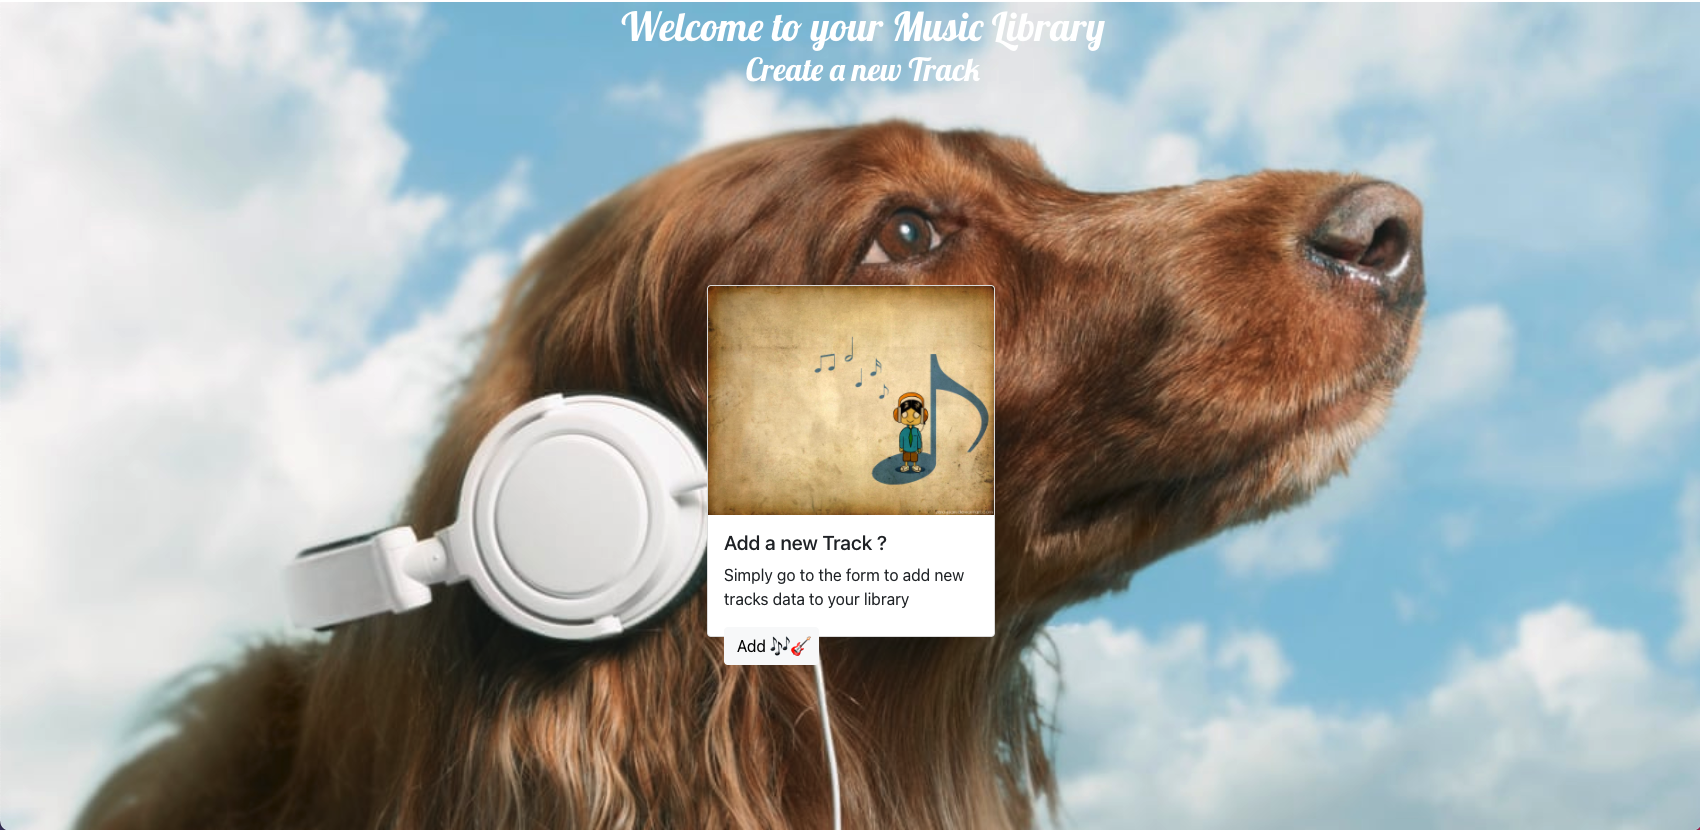 Welcome to your Music Library
Create a new Track
Add a new Track ?
Simply go to the form to add new
tracks data to your library
Add 🎶🎸